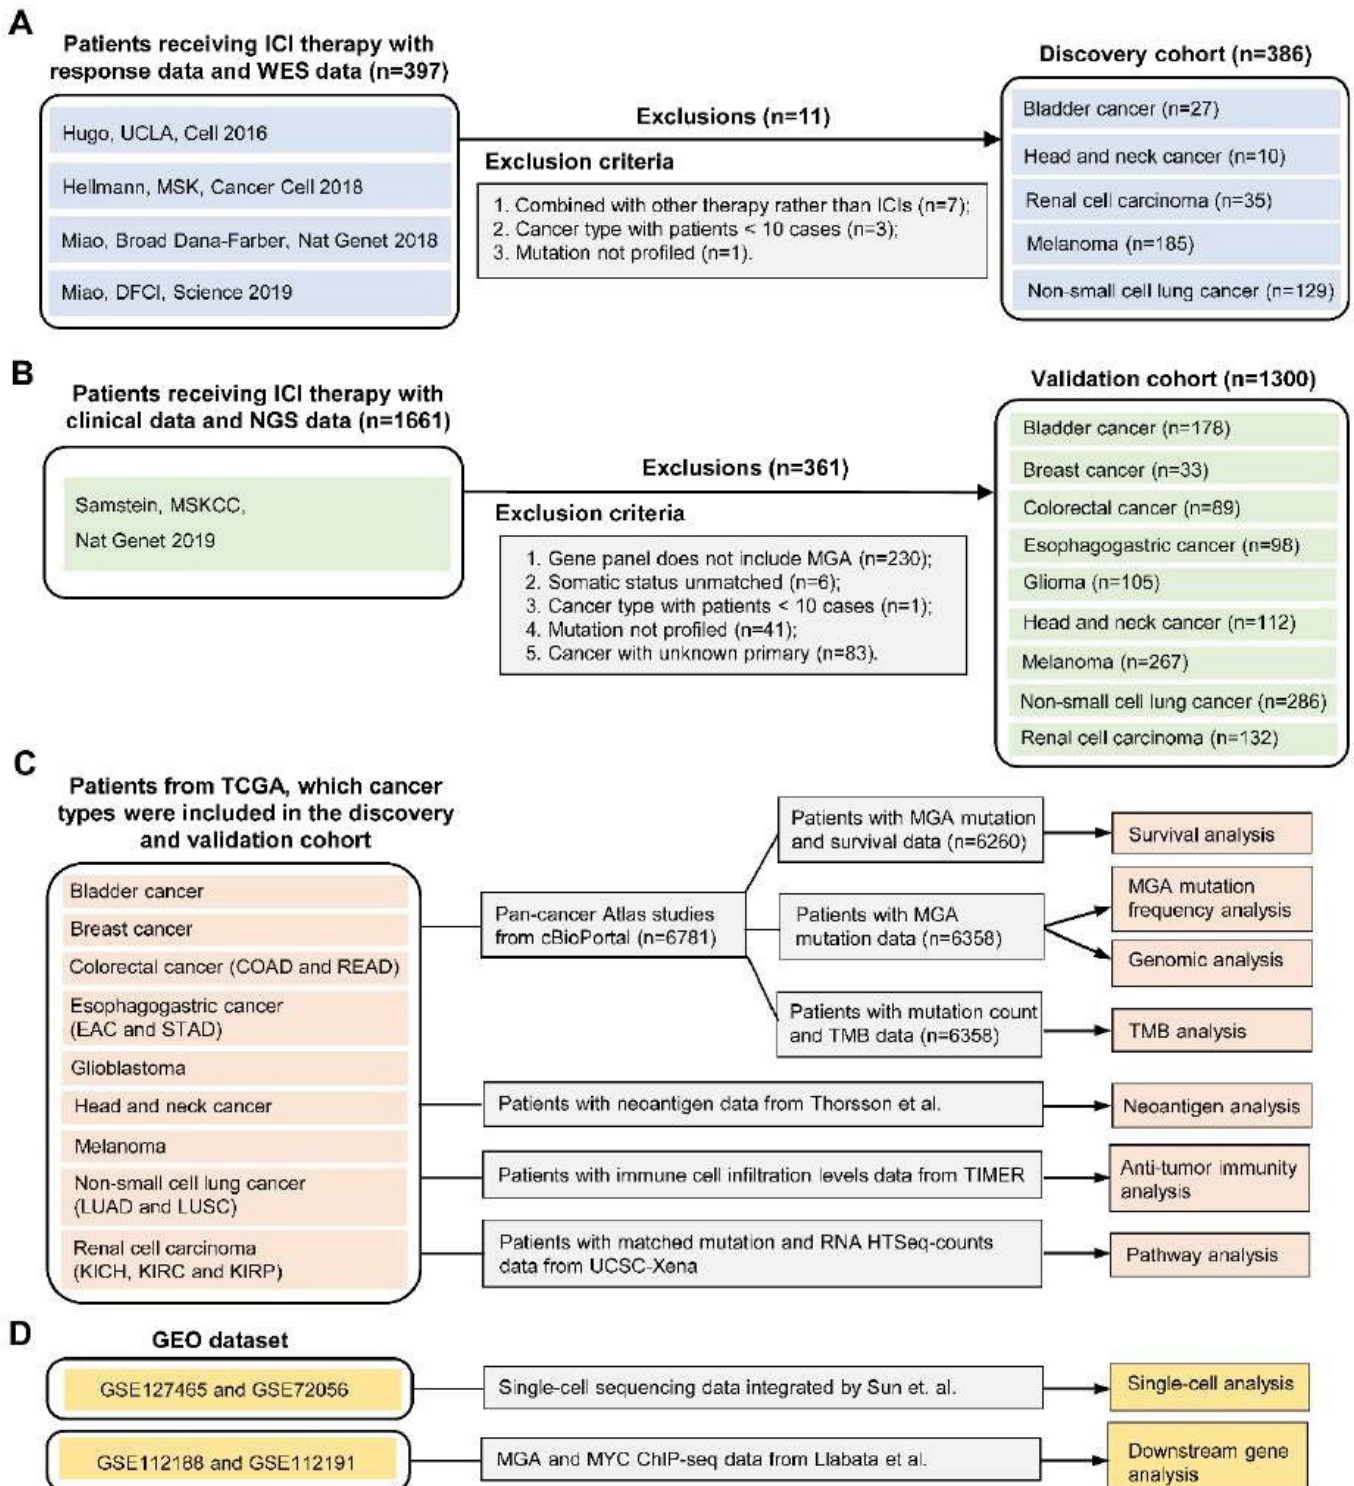 A
Patients receiving ICI therapy with
response data and WES data (n=397)
Hugo, UCLA, Cell 2016
Hellmann, MSK, Cancer Cell 2018
Miao, Broad Dana-Farber, Nat Genet 2018
Miao, DFCI, Science 2019
Exclusions (n=11)
Exclusion criteria
1. Combined with other therapy rather than ICIs (n=7);
2. Cancer type with patients < 10 cases (n=3);
3. Mutation not profiled (n=1).
Discovery cohort (n=386)
Bladder cancer (n=27)
Head and neck cancer (n=10)
Renal cell carcinoma (n=35)
Melanoma (n=185)
Non-small cell lung cancer (n=129)
B
Patients receiving ICI therapy with
clinical data and NGS data (n=1661)
Samstein, MSKCC,
Nat Genet 2019
Exclusions (n=361)
Exclusion criteria
1. Gene panel does not include MGA (n=230);
2. Somatic status unmatched (n=6);
3. Cancer type with patients < 10 cases (n=1);
4. Mutation not profiled (n=41);
5. Cancer with unknown primary (n=83).
Validation cohort (n=1300)
Bladder cancer (n=178)
Breast cancer (n=33)
Colorectal cancer (n=89)
Esophagogastric cancer (n=98)
Glioma (n=105)
Head and neck cancer (n=112)
Melanoma (n=267)
Non-small cell lung cancer (n=286)
Renal cell carcinoma (n=132)
C
Patients from TCGA, which cancer
types were included in the discovery
and validation cohort
Bladder cancer
Breast cancer
Colorectal cancer (COAD and READ)
Esophagogastric cancer
(EAC and STAD)
Glioblastoma
Head and neck cancer
Melanoma
Non-small cell lung cancer
(LUAD and LUSC)
Renal cell carcinoma
(KICH, KIRC and KIRP)
Pan-cancer Atlas studies
from cBioPortal (n=6781)
Patients with MGA mutation
and survival data (n=6260)
Survival analysis
Patients with MGA
mutation data (n=6358)
MGA mutation
frequency analysis
Genomic analysis
Patients with mutation count
and TMB data (n=6358)
TMB analysis
Patients with neoantigen data from Thorsson et al.
Neoantigen analysis
Patients with immune cell infiltration levels data from TIMER
Anti-tumor immunity
analysis
Patients with matched mutation and RNA HTSeq-counts
data from UCSC-Xena
Pathway analysis
D
GEO dataset
GSE127465 and GSE72056
Single-cell sequencing data integrated by Sun et. al.
Single-cell analysis
GSE112188 and GSE112191
MGA and MYC ChIP-seq data from Llabata et al.
Downstream gene
analysis